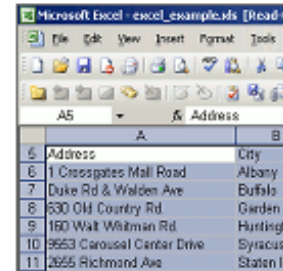 Microsoft Excel - excel_example.xls [Read-
File Edit View Insert Format Tools
A5 fx Address
A B
5 Address City
6 1 Crossgates Mall Road Albany
7 Duke Rd & Walden Ave Buffalo
8 630 Old Country Rd. Garden
9 160 Walt Whitman Rd. Hunting
10 9553 Carousel Center Drive Syracus
11 2655 Richmond Ave Staten I